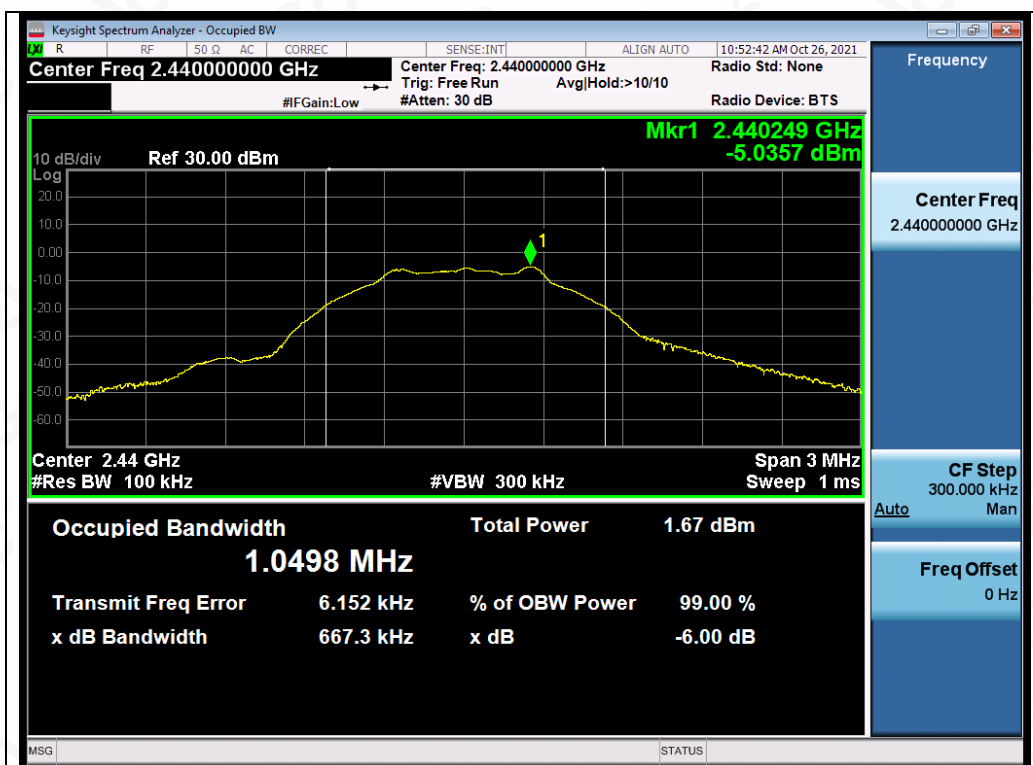 Keysight Spectrum Analyzer - Occupied BW
LXI R RF 50 Ω AC CORREC SENSE:INT ALIGN AUTO 10:52:42 AM Oct 26, 2021
Center Freq 2.440000000 GHz
Center Freq: 2.440000000 GHz Radio Std: None
Trig: Free Run Avg|Hold:>10/10
#IFGain:Low #Atten: 30 dB Radio Device: BTS
Mkr1 2.440249 GHz
-5.0357 dBm
10 dB/div Ref 30.00 dBm
Log
20.0
10.0
0.00
-10.0
-20.0
-30.0
-40.0
-50.0
-60.0
1
Center 2.44 GHz Span 3 MHz
#Res BW 100 kHz #VBW 300 kHz Sweep 1 ms
Occupied Bandwidth Total Power 1.67 dBm
1.0498 MHz
Transmit Freq Error 6.152 kHz % of OBW Power 99.00 %
x dB Bandwidth 667.3 kHz x dB -6.00 dB
Frequency
Center Freq
2.440000000 GHz
CF Step
300.000 kHz
Auto Man
Freq Offset
0 Hz
MSG STATUS